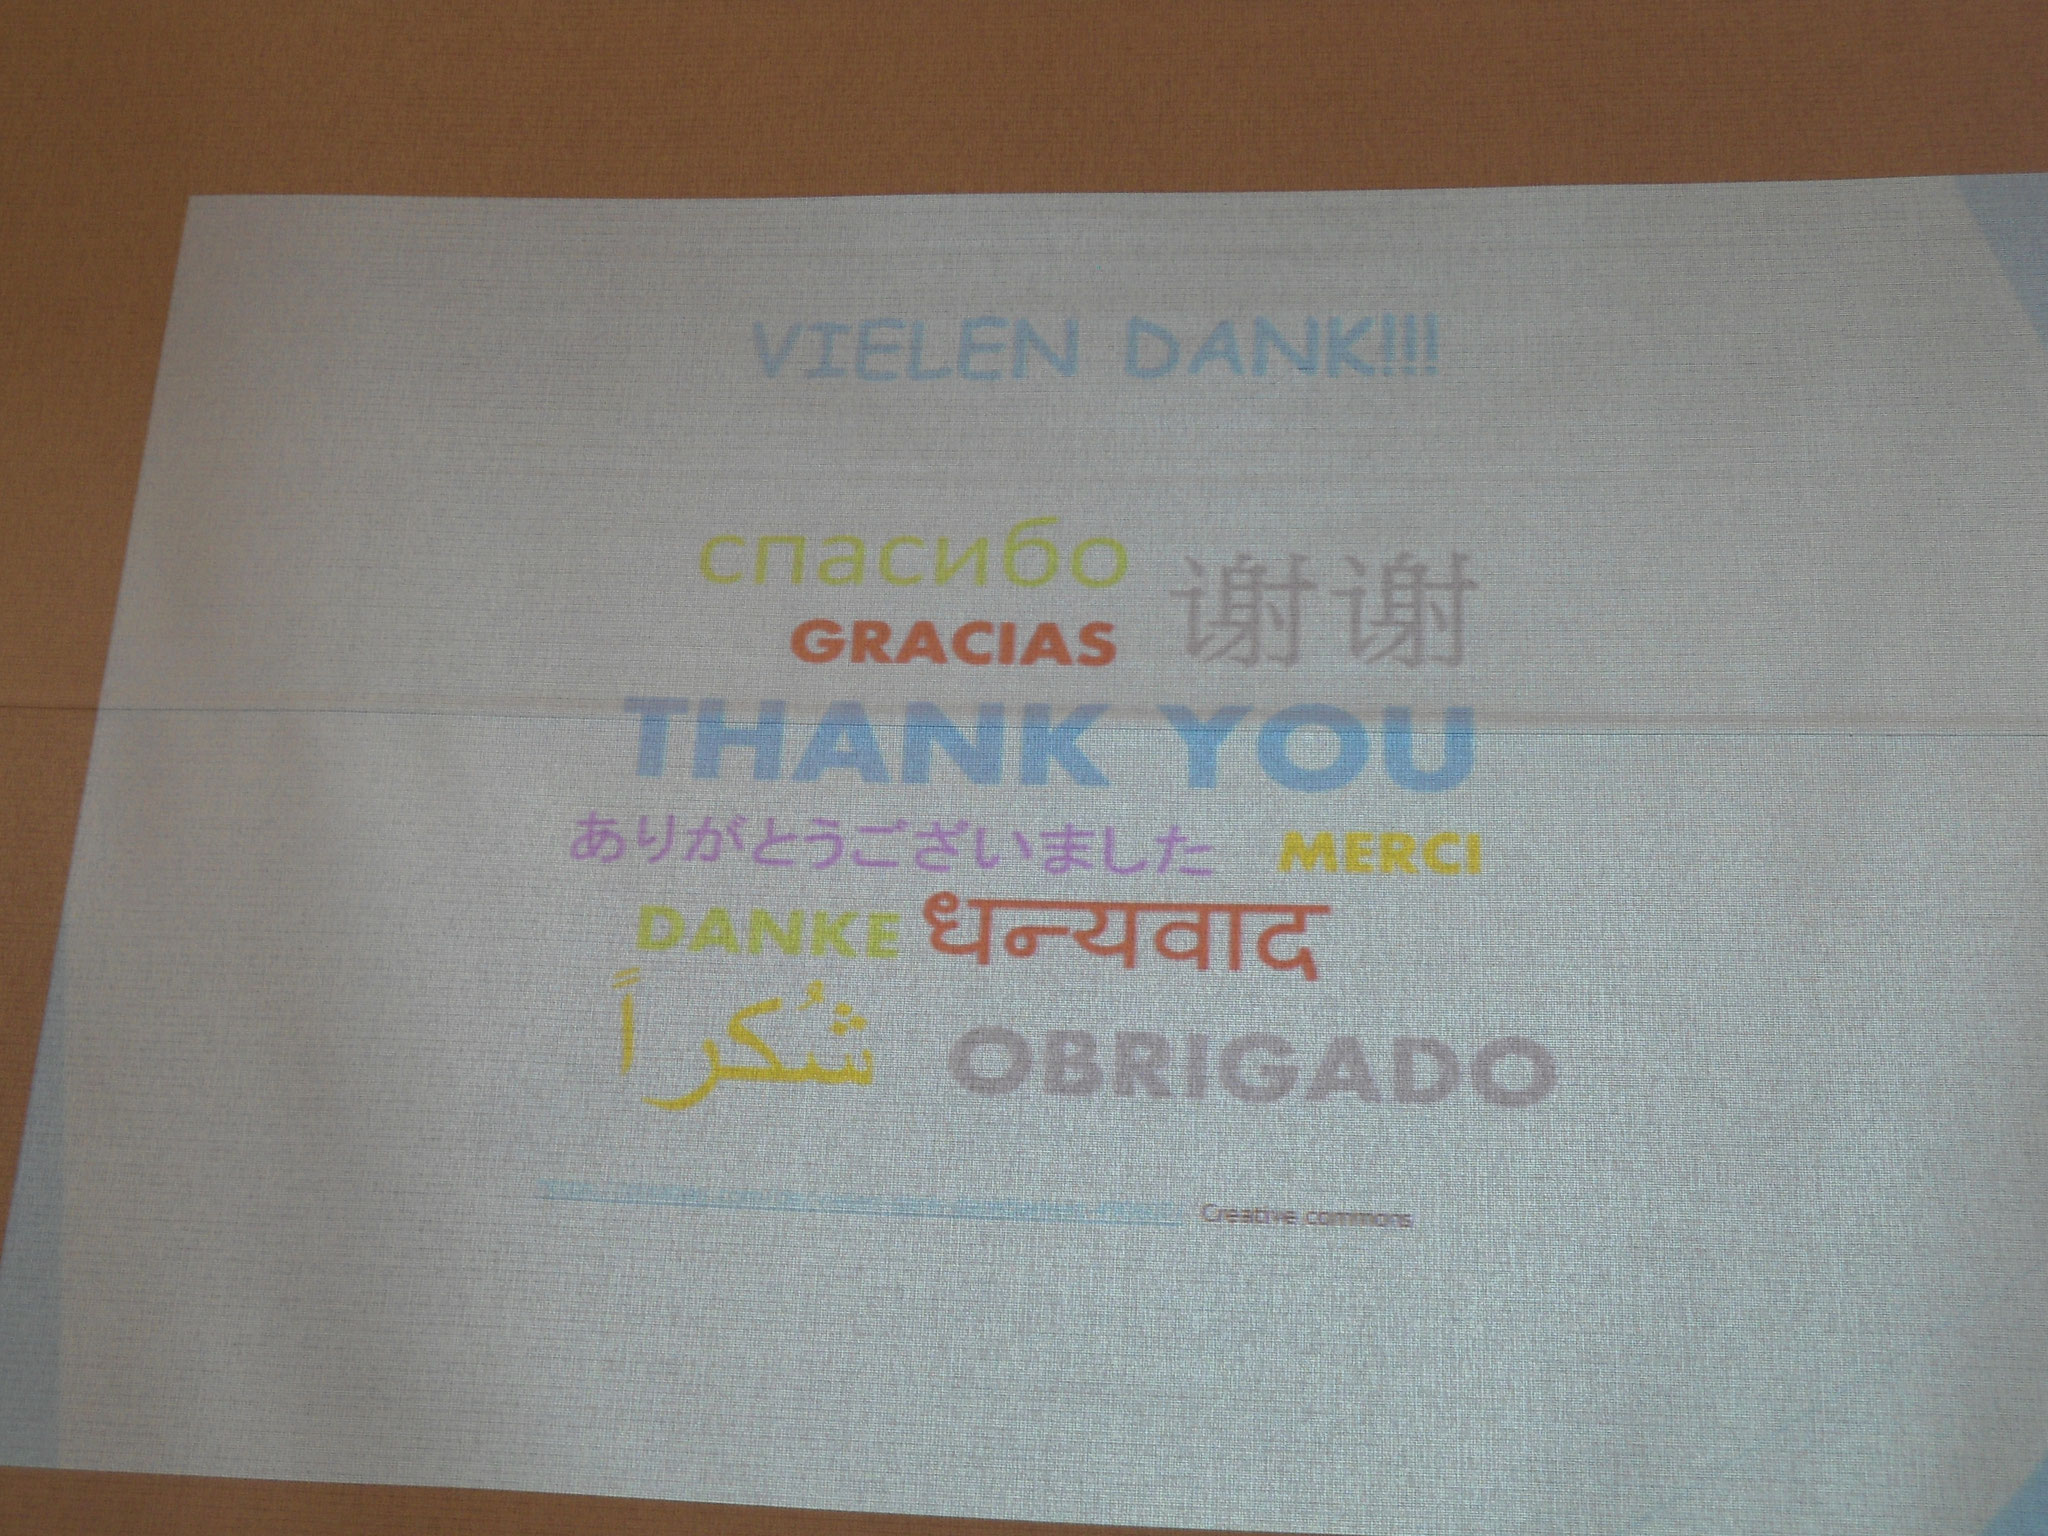 VIELEN DANK!!!
спасибо
谢谢
GRACIAS
THANK YOU
ありがとうございました MERCI
DANKE धन्यवाद
شُكراً OBRIGADO
Creative commons